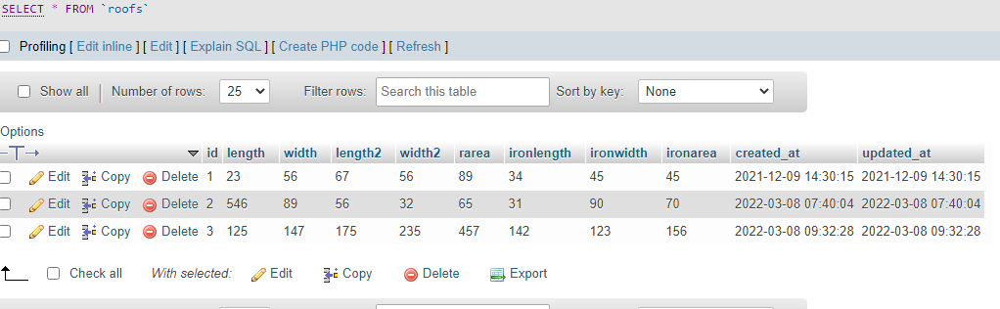 SELECT * FROM `roofs`
Profiling [ Edit inline ] [ Edit ] [ Explain SQL ] [ Create PHP code ] [ Refresh ]
Show all Number of rows: 25 Filter rows: Search this table Sort by key: None
Options
id length width length2 width2 rarea ironlength ironwidth ironarea created_at updated_at
Edit Copy Delete 1 23 56 67 56 89 34 45 45 2021-12-09 14:30:15 2021-12-09 14:30:15
Edit Copy Delete 2 546 89 56 32 65 31 90 70 2022-03-08 07:40:04 2022-03-08 07:40:04
Edit Copy Delete 3 125 147 175 235 457 142 123 156 2022-03-08 09:32:28 2022-03-08 09:32:28
Check all With selected: Edit Copy Delete Export